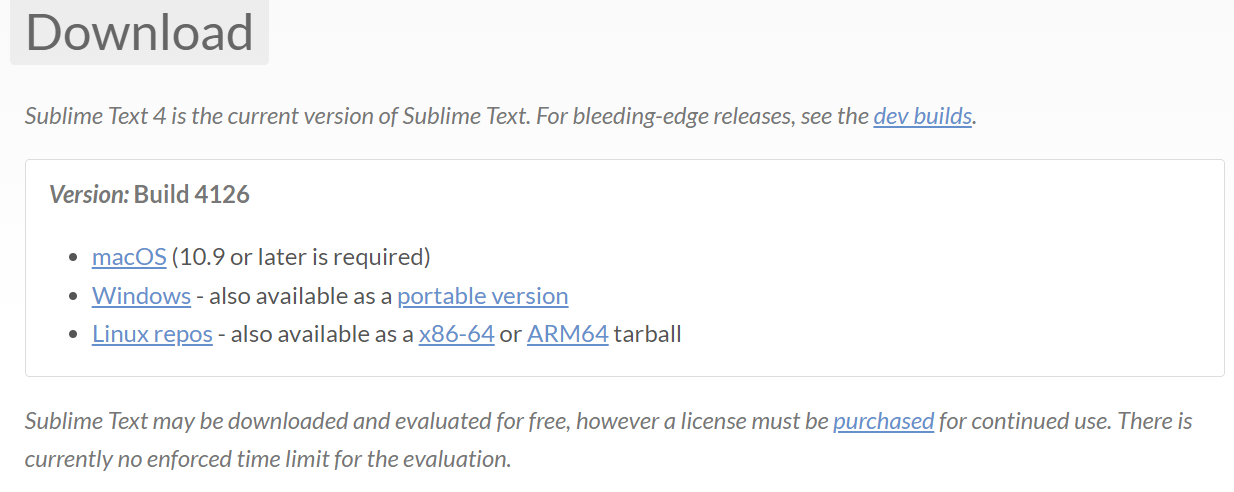 Download
Sublime Text 4 is the current version of Sublime Text. For bleeding-edge releases, see the dev builds.
Version: Build 4126
macOS (10.9 or later is required)
Windows - also available as a portable version
Linux repos - also available as a x86-64 or ARM64 tarball
Sublime Text may be downloaded and evaluated for free, however a license must be purchased for continued use. There is
currently no enforced time limit for the evaluation.